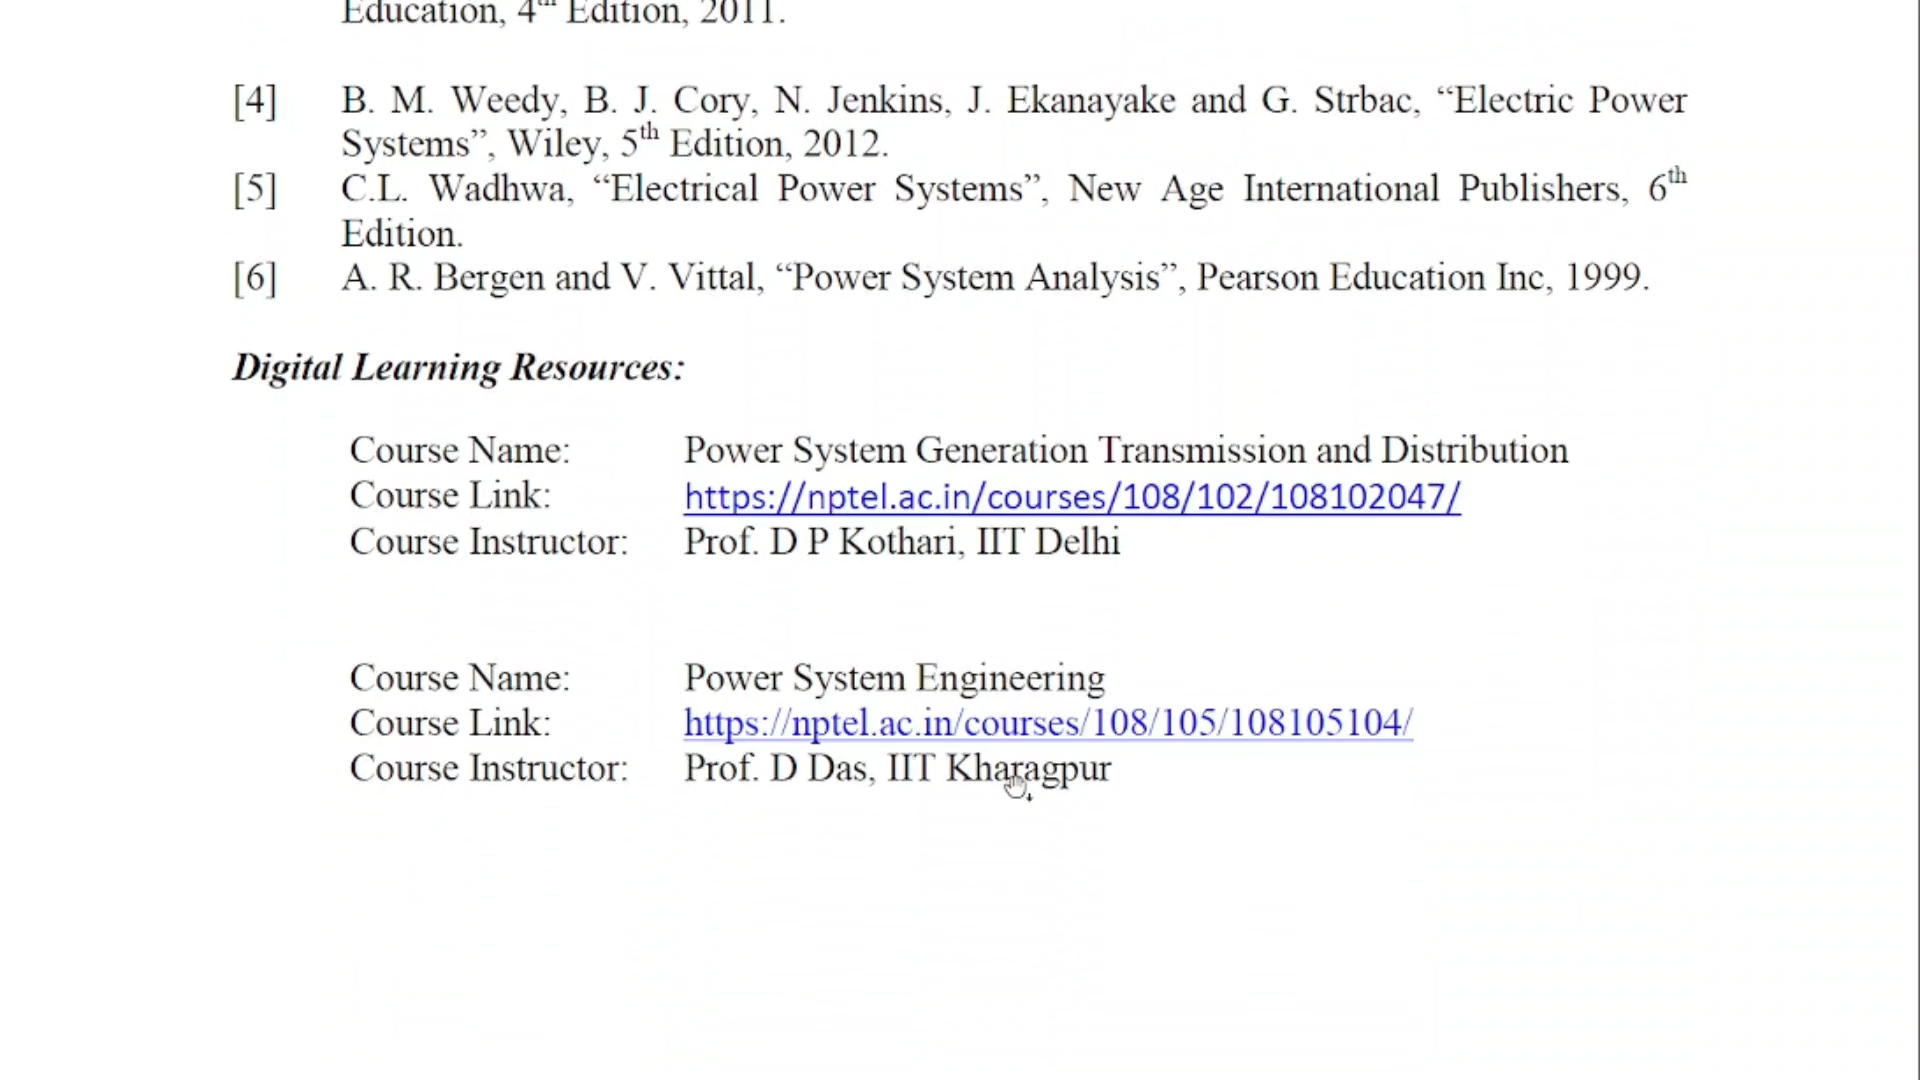 Education, 4th Edition, 2011.
[4] B. M. Weedy, B. J. Cory, N. Jenkins, J. Ekanayake and G. Strbac, “Electric Power
Systems”, Wiley, 5th Edition, 2012.
[5] C.L. Wadhwa, “Electrical Power Systems”, New Age International Publishers, 6th
Edition.
[6] A. R. Bergen and V. Vittal, “Power System Analysis”, Pearson Education Inc, 1999.
Digital Learning Resources:
Course Name: Power System Generation Transmission and Distribution
Course Link: https://nptel.ac.in/courses/108/102/108102047/
Course Instructor: Prof. D P Kothari, IIT Delhi
Course Name: Power System Engineering
Course Link: https://nptel.ac.in/courses/108/105/108105104/
Course Instructor: Prof. D Das, IIT Kharagpur